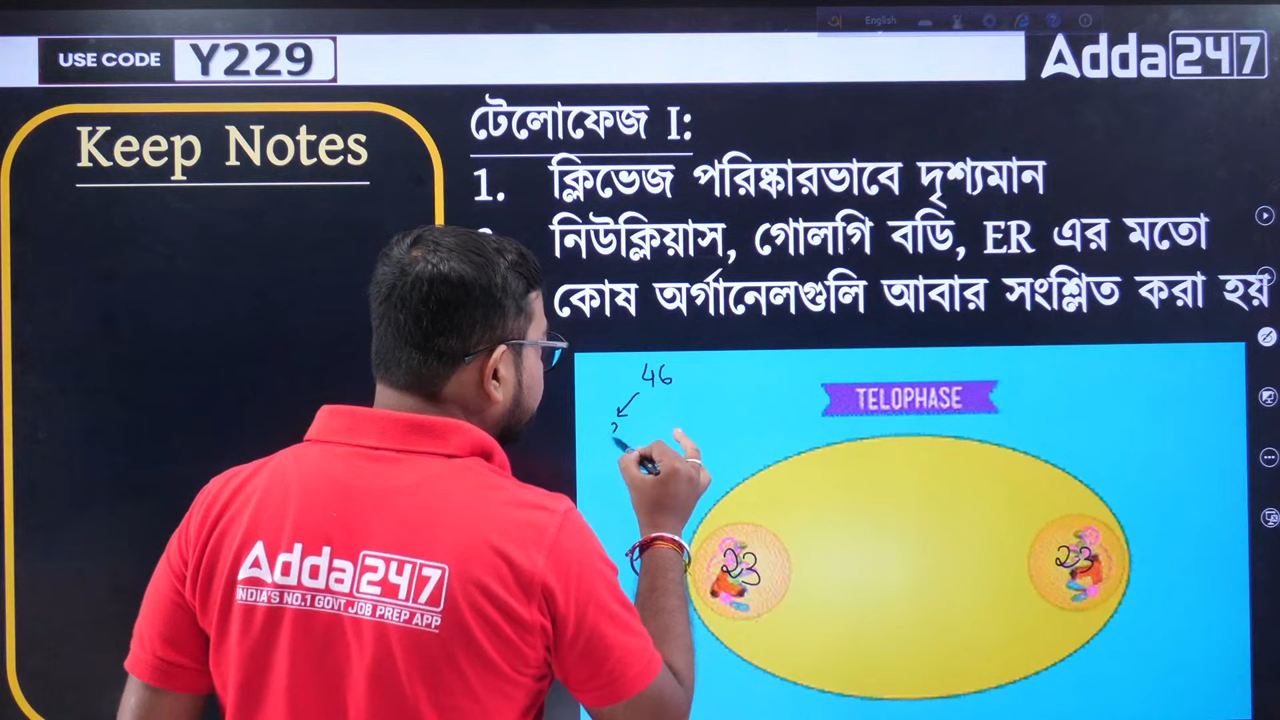 English
USE CODE Y229
Adda247
Keep Notes
টেলোফেজ I:
1. ক্লিভেজ পরিষ্কারভাবে দৃশ্যমান
নিউক্লিয়াস, গোলগি বডি, ER এর মতো
কোষ অর্গানেলগুলি আবার সংশ্লিত করা হয়
46
TELOPHASE
23
23
Adda247
INDIA'S NO.1 GOVT JOB PREP APP